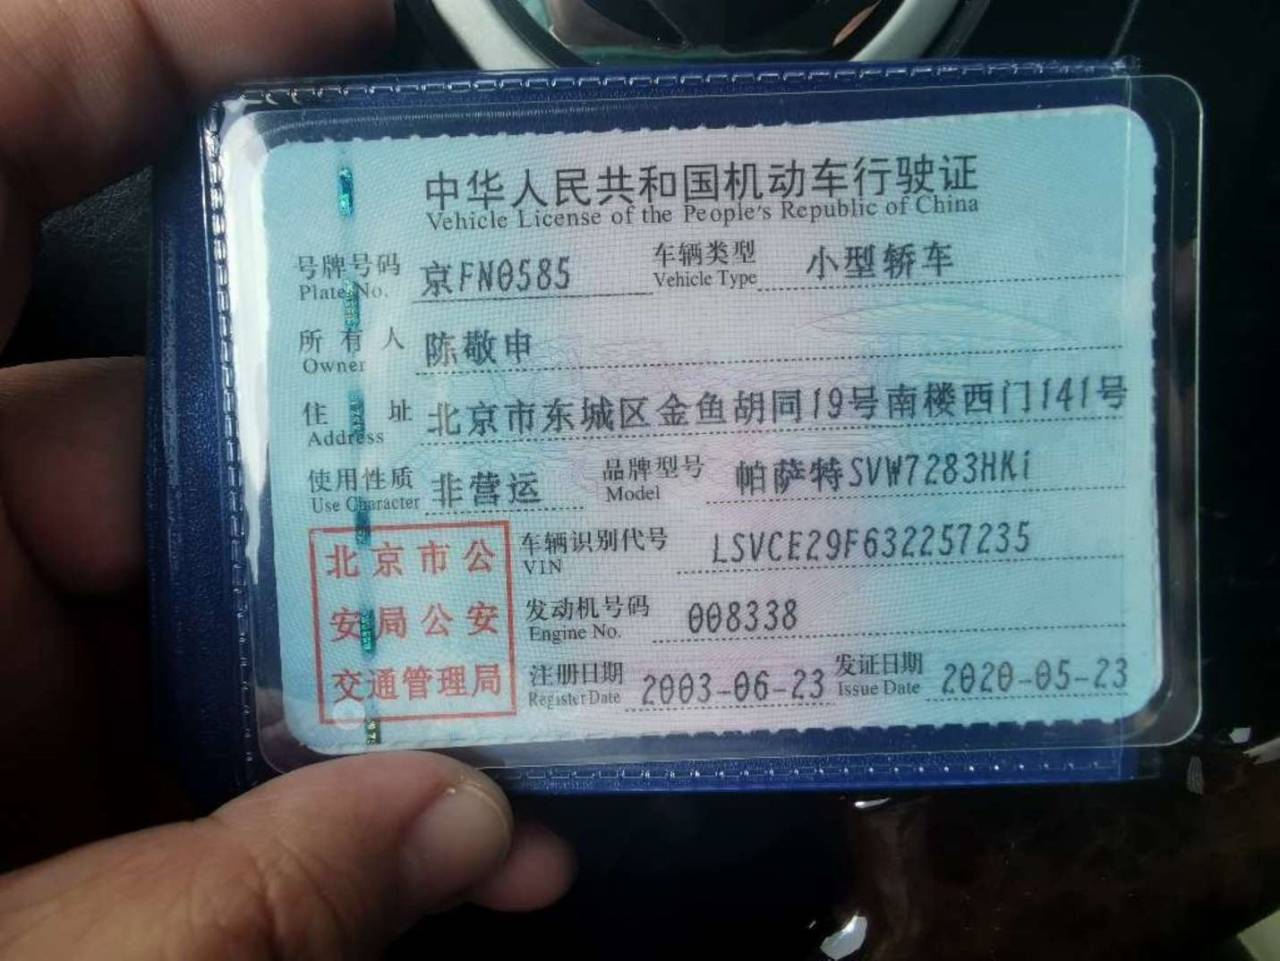 中华人民共和国机动车行驶证
Vehicle License of the People's Republic of China
号牌号码 京FN0585 车辆类型 小型轿车
Plate No. Vehicle Type
所有人 陈敬申
Owner
住址 北京市东城区金鱼胡同19号南楼西门141号
Address
使用性质 非营运 品牌型号 帕萨特SVW7283HKi
Use Character Model
车辆识别代号 LSVCE29F632257235
VIN
发动机号码 008338
Engine No.
注册日期 2003-06-23 发证日期 2020-05-23
Register Date Issue Date
北京市公
安局公安
交通管理局